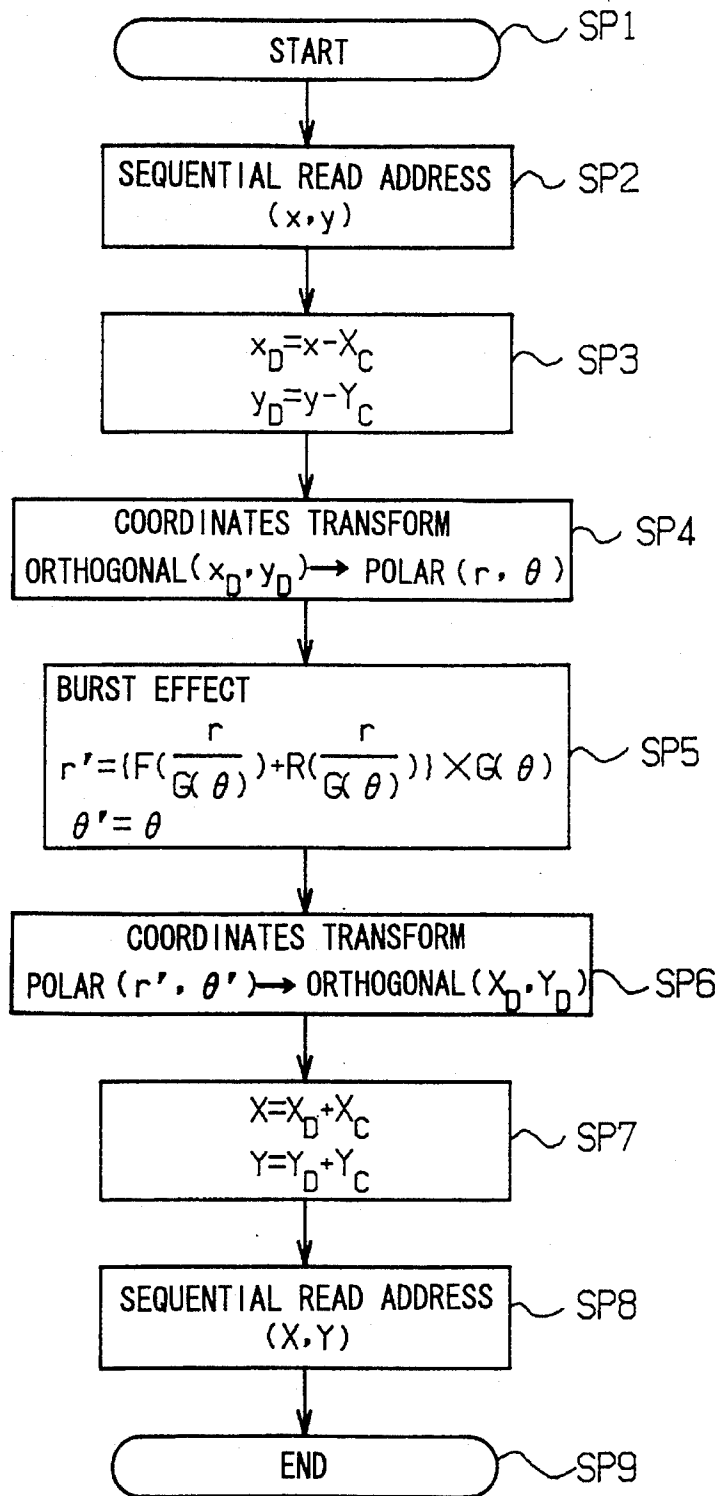 START SP1
SEQUENTIAL READ ADDRESS SP2
(x,y)
x_D=x-X_C SP3
y_D=y-Y_C
COORDINATES TRANSFORM SP4
ORTHOGONAL(x_D,y_D)→ POLAR(r,θ)
BURST EFFECT SP5
r'={F(r/G(θ))+R(r/G(θ))}×G(θ)
θ'=θ
COORDINATES TRANSFORM
POLAR(r',θ')→ORTHOGONAL(X_D,Y_D) SP6
X=X_D+X_C SP7
Y=Y_D+Y_C
SEQUENTIAL READ ADDRESS SP8
(X,Y)
END SP9